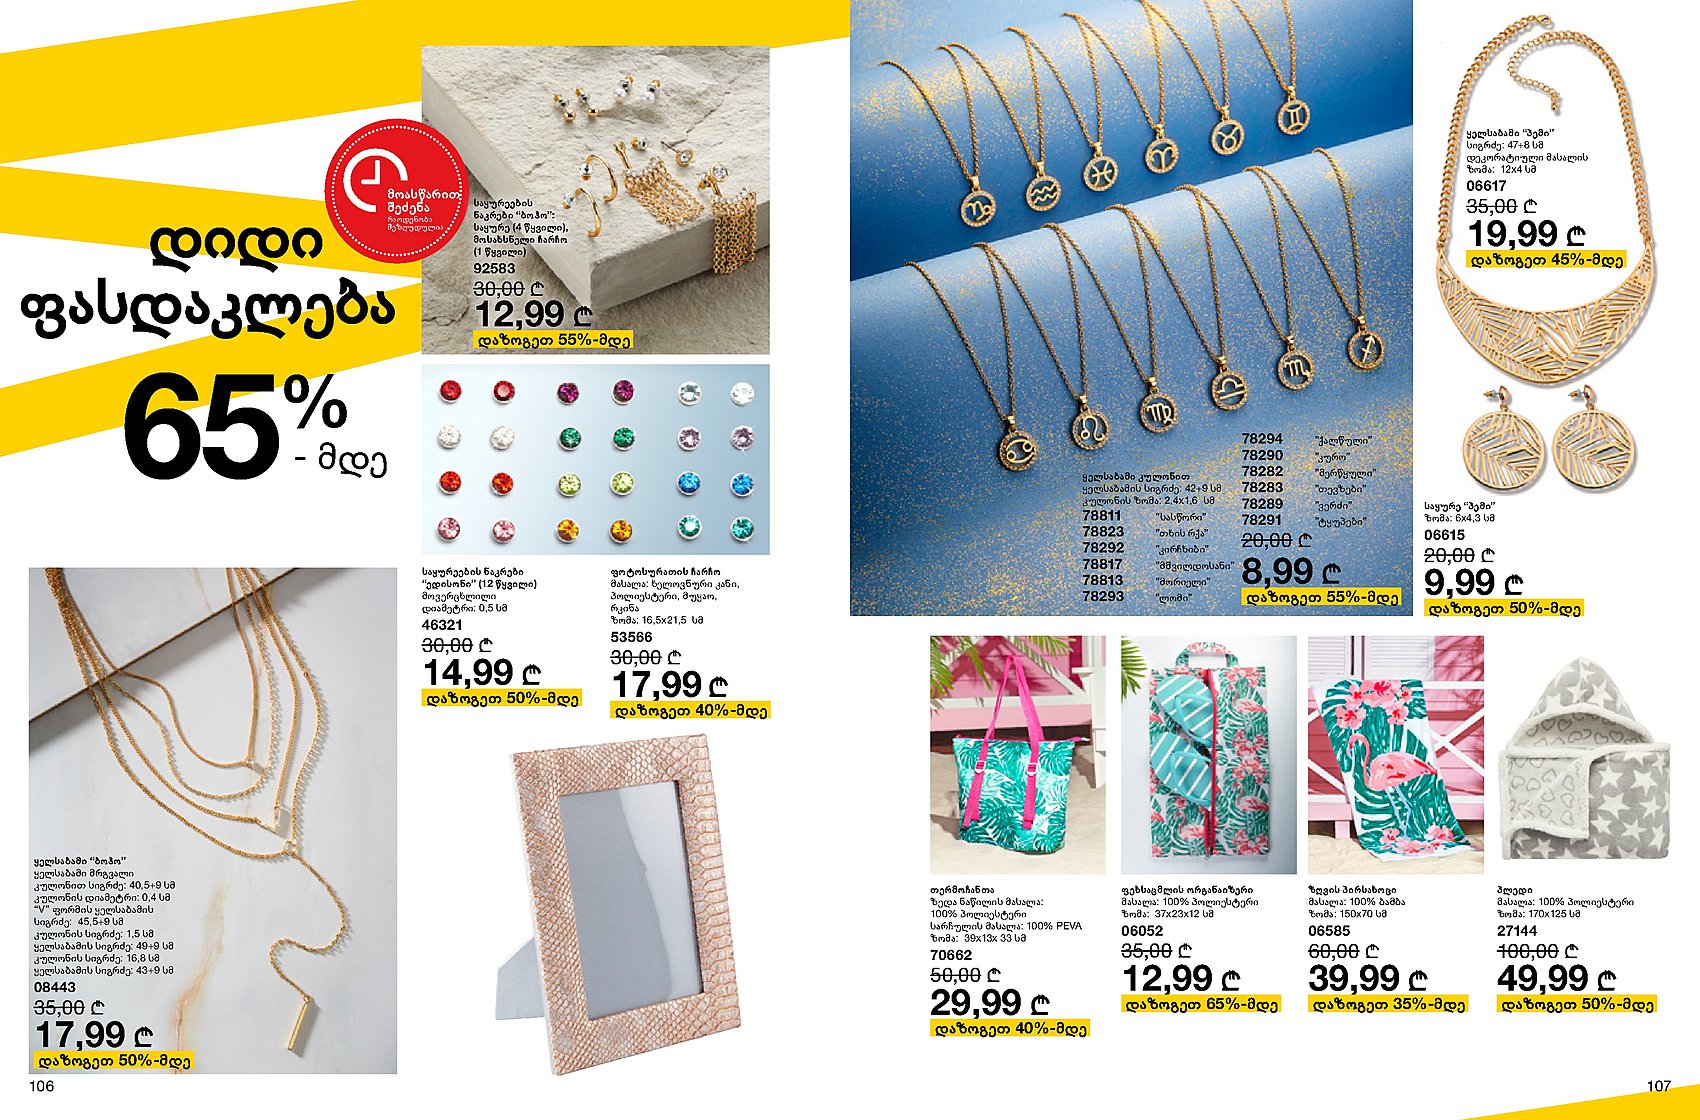 დიდი
ფასდაკლება
65%
- მდე
მოასწარით
შეძენა
რაოდენობა
შეზღუდულია
საყურეების
ნაკრები “ბოჰო”:
საყურე (4 წყვილი),
მოსახსნელი ჩარჩო
(1 წყვილი)
92583
30,00 ₾
12,99 ₾
დაზოგეთ 55%-მდე
საყურეების ნაკრები
“ედისონი” (12 წყვილი)
მოვერცხლილი
დიამეტრი: 0,5 სმ
46321
30,00 ₾
14,99 ₾
დაზოგეთ 50%-მდე
ფოტოსურათის ჩარჩო
მასალა: ხელოვნური კანი,
პოლიესტერი, მუყაო,
რკინა
ზომა: 16,5x21,5 სმ
53566
30,00 ₾
17,99 ₾
დაზოგეთ 40%-მდე
ყელსაბამი “ბოჰო”
ყელსაბამი მრგვალი
კულონით სიგრძე: 40,5+9 სმ
კულონის დიამეტრი: 0,4 სმ
“V” ფორმის ყელსაბამის
სიგრძე: 45,5+9 სმ
კულონის სიგრძე: 1,5 სმ
ყელსაბამის სიგრძე: 49+9 სმ
კულონის სიგრძე: 16,8 სმ
ყელსაბამის სიგრძე: 43+9 სმ
08443
35,00 ₾
17,99 ₾
დაზოგეთ 50%-მდე
106
ყელსაბამი კულონით
ყელსაბამის სიგრძე: 42+9 სმ
კულონის ზომა: 2,4x1,6 სმ
78811 "სასწორი"
78823 "თხის რქა"
78292 "კირჩხიბი"
78817 "მშვილდოსანი"
78813 "მორიელი"
78293 "ლომი"
78294 "ქალწული"
78290 "კურო"
78282 "მერწყული"
78283 "თევზები"
78289 "ვერძი"
78291 "ტყუპები"
20,00 ₾
8,99 ₾
დაზოგეთ 55%-მდე
ყელსაბამი “პემი”
სიგრძე: 47+8 სმ
დეკორატიული მასალის
ზომა: 12x4 სმ
06617
35,00 ₾
19,99 ₾
დაზოგეთ 45%-მდე
საყურე “პემი”
ზომა: 6x4,3 სმ
06615
20,00 ₾
9,99 ₾
დაზოგეთ 50%-მდე
თერმოჩანთა
ზედა ნაწილის მასალა:
100% პოლიესტერი
სარჩულის მასალა: 100% PEVA
ზომა: 39x13x 33 სმ
70662
50,00 ₾
29,99 ₾
დაზოგეთ 40%-მდე
ფეხსაცმლის ორგანაიზერი
მასალა: 100% პოლიესტერი
ზომა: 37x23x12 სმ
06052
35,00 ₾
12,99 ₾
დაზოგეთ 65%-მდე
ზღვის პირსახოცი
მასალა: 100% ბამბა
ზომა: 150x70 სმ
06585
60,00 ₾
39,99 ₾
დაზოგეთ 35%-მდე
პლედი
მასალა: 100% პოლიესტერი
ზომა: 170x125 სმ
27144
100,00 ₾
49,99 ₾
დაზოგეთ 50%-მდე
107